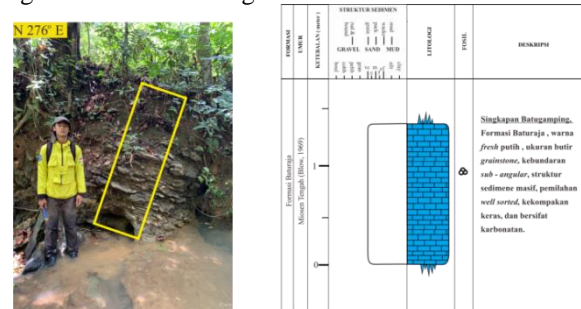 N 276° E
STRUKTUR SEDIMEN
FORMASI
UMUR
KETEBALAN ( meter )
GRAVEL
SAND
MUD
LITOLOGI
FOSIL
DESKRIPSI
Formasi Baturaja
Miosen Tengah (Blow, 1969)
1
0
Singkapan Batugamping,
Formasi Baturaja , warna
fresh putih , ukuran butir
grainstone, kebundaran
sub - angular, struktur
sedimene masif, pemilahan
well sorted, kekompakan
keras, dan bersifat
karbonatan.